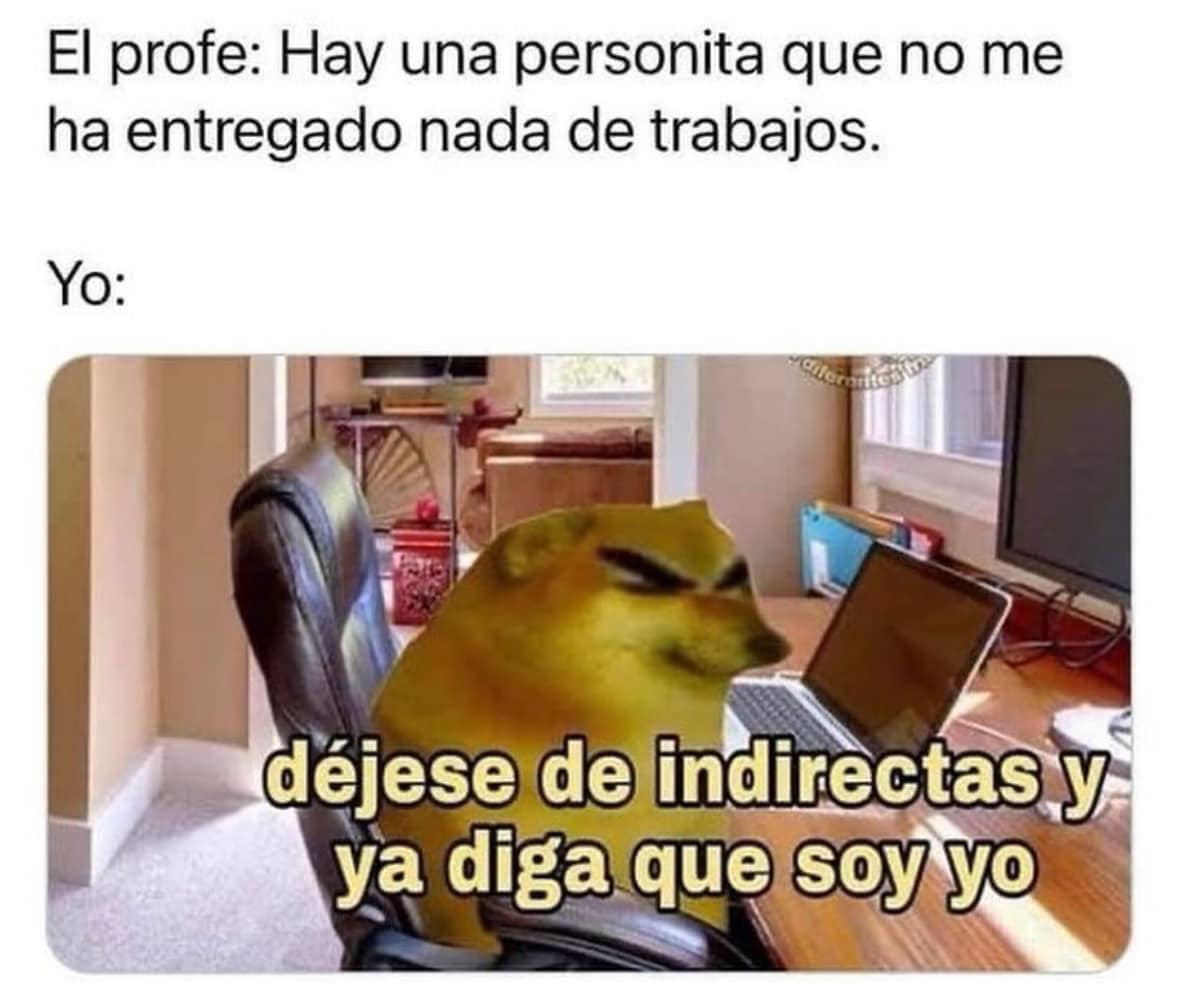 El profe: Hay una personita que no me
ha entregado nada de trabajos.
Yo:
déjese de indirectas y
ya diga que soy yo